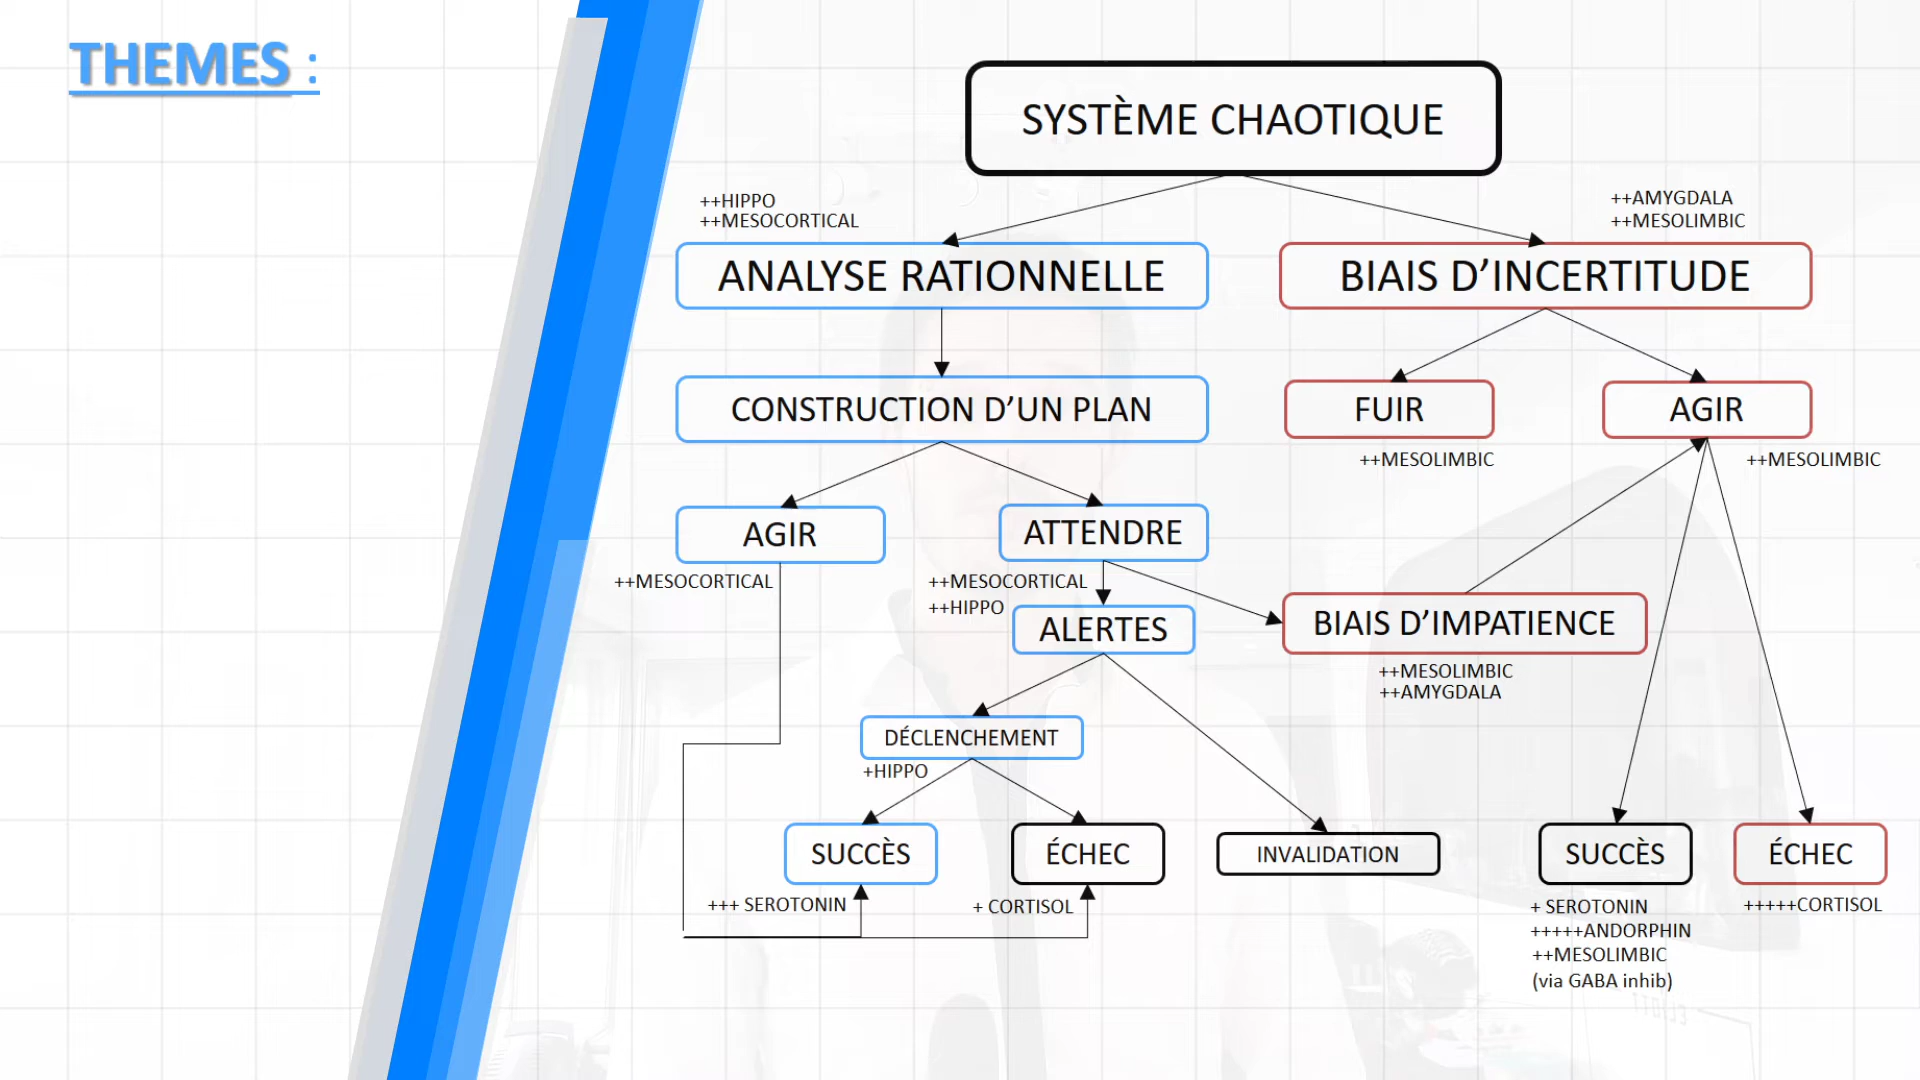 THEMES :
SYSTÈME CHAOTIQUE
++HIPPO
++MESOCORTICAL
++AMYGDALA
++MESOLIMBIC
ANALYSE RATIONNELLE
BIAIS D’INCERTITUDE
CONSTRUCTION D’UN PLAN
FUIR
AGIR
++MESOLIMBIC
++MESOLIMBIC
AGIR
ATTENDRE
++MESOCORTICAL
++MESOCORTICAL
++HIPPO
ALERTES
BIAIS D’IMPATIENCE
++MESOLIMBIC
++AMYGDALA
DÉCLENCHEMENT
+HIPPO
SUCCÈS
ÉCHEC
INVALIDATION
SUCCÈS
ÉCHEC
+++ SEROTONIN
+ CORTISOL
+ SEROTONIN
+++++ANDORPHIN
++MESOLIMBIC
(via GABA inhib)
+++++CORTISOL